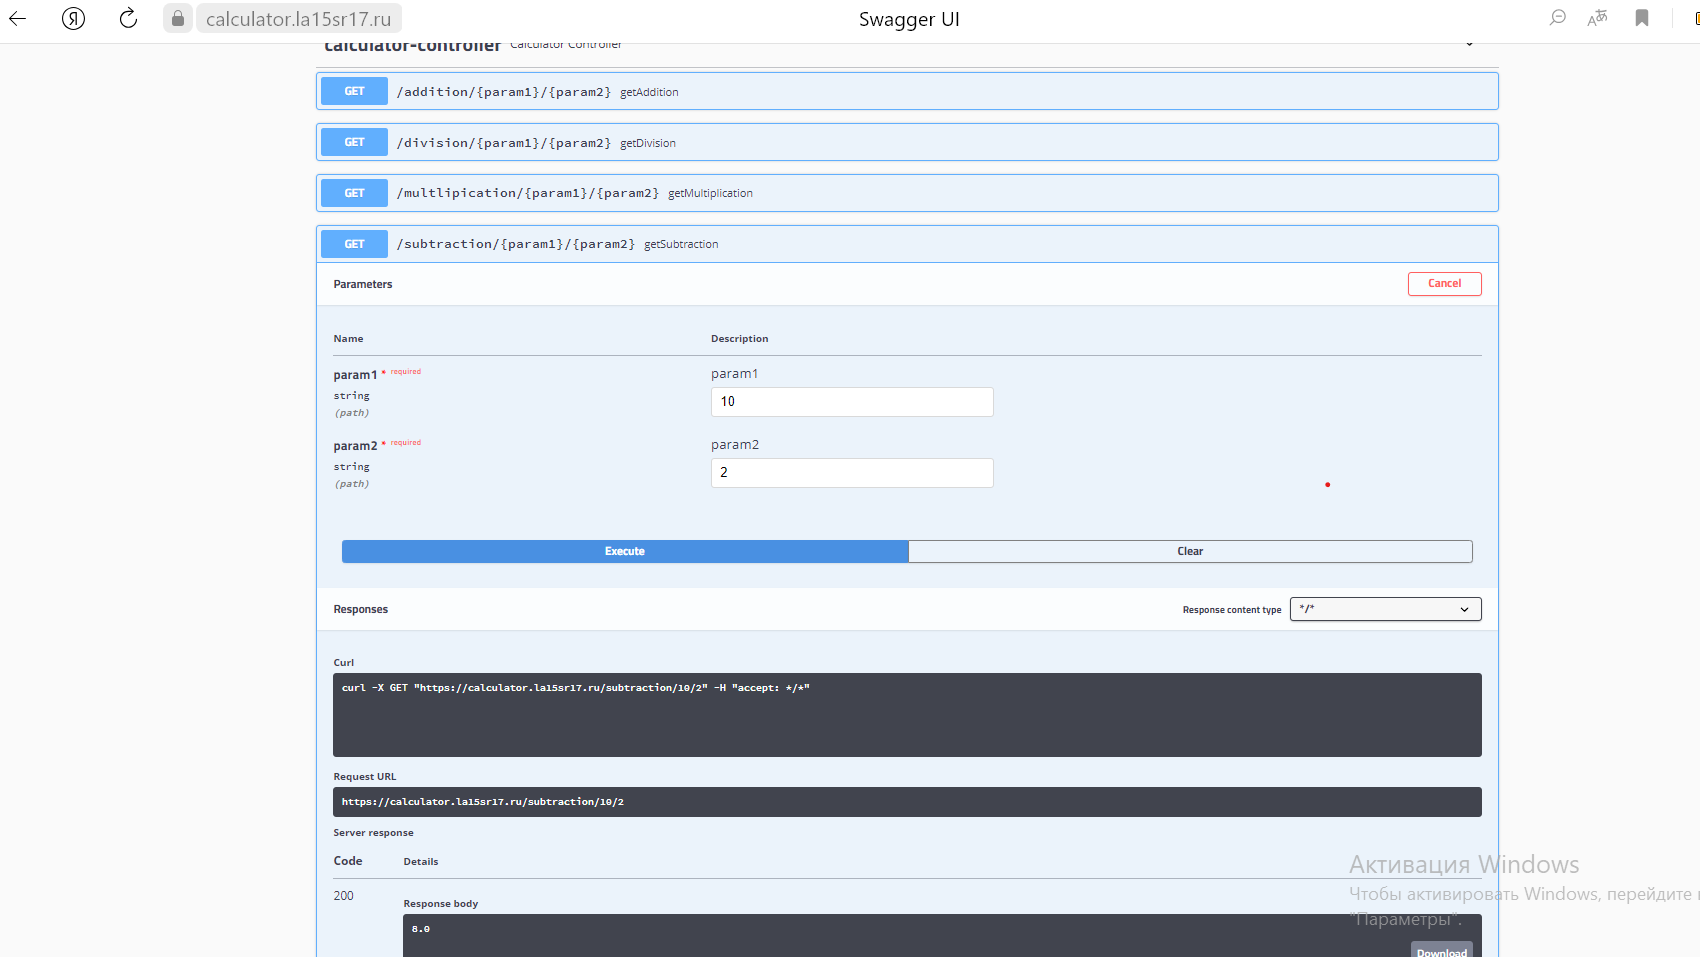 Я
calculator.la15sr17.ru
Swagger UI
calculator-controller Calculator Controller
GET /addition/{param1}/{param2} getAddition
GET /division/{param1}/{param2} getDivision
GET /multlipication/{param1}/{param2} getMultiplication
GET /subtraction/{param1}/{param2} getSubtraction
Parameters
Cancel
Name Description
param1 * required
string
(path)
param1
10
param2 * required
string
(path)
param2
2
Execute Clear
Responses Response content type */*
Curl
curl -X GET "https://calculator.la15sr17.ru/subtraction/10/2" -H "accept: */*"
Request URL
https://calculator.la15sr17.ru/subtraction/10/2
Server response
Code Details
200
Response body
8.0
Download
Активация Windows
Чтобы активировать Windows, перейдите
"Параметры".